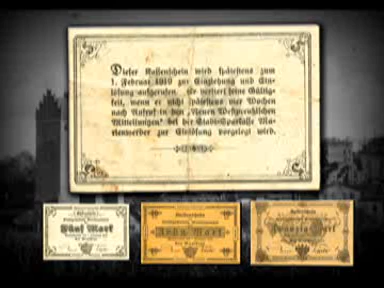 Dieser Kassenschein wird spätestens zum
1. Februar 1919 zur Einziehung und Ein-
lösung aufgerufen. Er verliert seine Gültig-
keit, wenn er nicht spätestens vier Wochen
nach Aufruf in den „Neuen Westpreußischen
Mitteilungen" bei der Stadt-Sparkasse Ma-
rienwerder zur Einlösung vorgelegt wird.
Fünf Mark
Zehn Mark
Zwanzig Mark